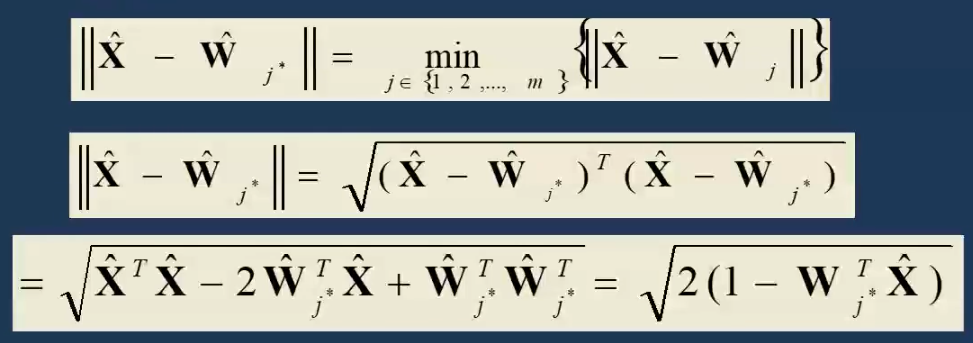 ‖X̂ − Ŵ_{j*}‖ = min_{j∈{1,2,...,m}} {‖X̂ − Ŵ_j‖}
‖X̂ − Ŵ_{j*}‖ = √((X̂ − Ŵ_{j*})^T (X̂ − Ŵ_{j*}))
= √(X̂^T X̂ − 2Ŵ_{j*}^T X̂ + Ŵ_{j*}^T Ŵ_{j*}^T) = √(2(1 − W_{j*}^T X̂))